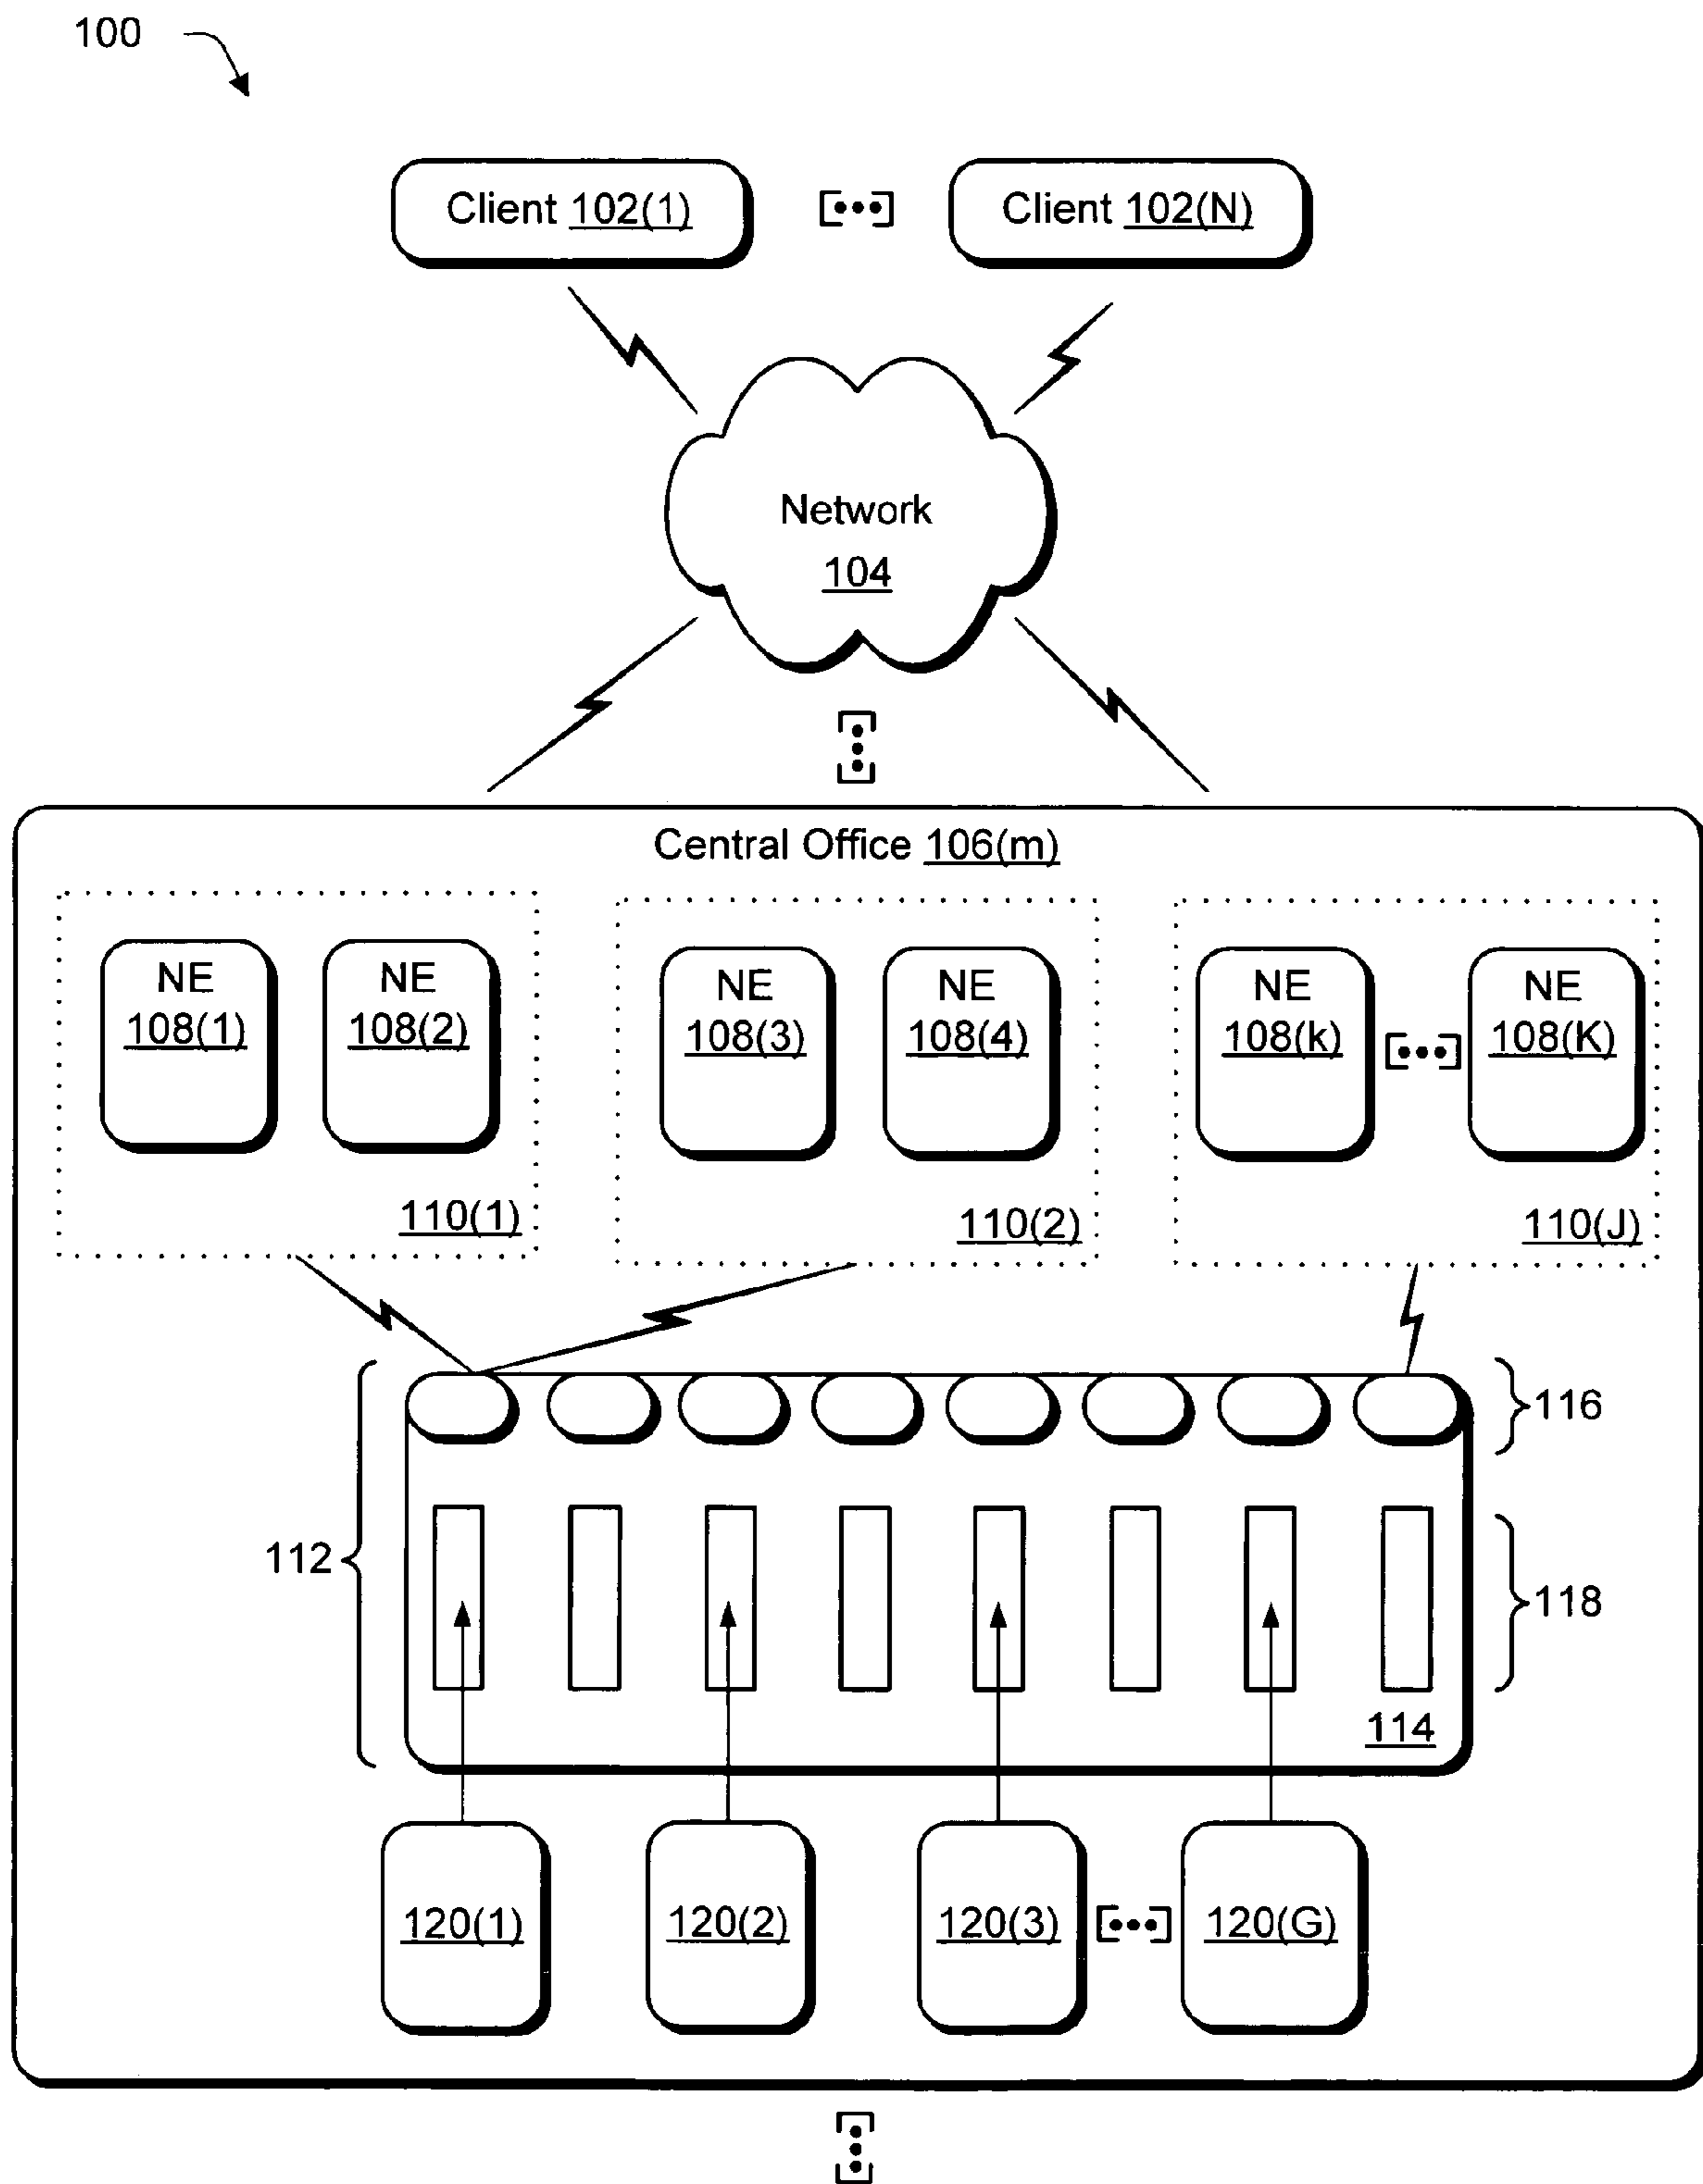 100
Client 102(1) [•••] Client 102(N)
Network
104
[•••]
Central Office 106(m)
NE
108(1)
NE
108(2)
110(1)
NE
108(3)
NE
108(4)
110(2)
NE
108(k)
[•••]
NE
108(K)
110(J)
116
112
118
114
120(1) 120(2) 120(3) [•••] 120(G)
[•••]